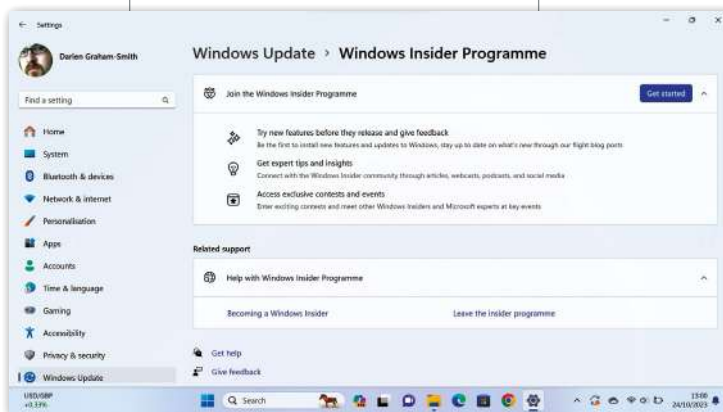 Settings
Darien Graham-Smith
Find a setting
Home
System
Bluetooth & devices
Network & internet
Personalisation
Apps
Accounts
Time & language
Gaming
Accessibility
Privacy & security
Windows Update
Windows Update > Windows Insider Programme
Join the Windows Insider Programme
Get started
Try new features before they release and give feedback
Be the first to install new features and updates to Windows, stay up to date on what's new through our flight blog posts
Get expert tips and insights
Connect with the Windows Insider community through articles, webcasts, podcasts, and social media
Access exclusive contests and events
Enter exciting contests and meet other Windows Insiders and Microsoft experts at key events
Related support
Help with Windows Insider Programme
Becoming a Windows Insider
Leave the insider programme
Get help
Give feedback
USD/GBP
+0.33%
Search
13:00
24/10/2023